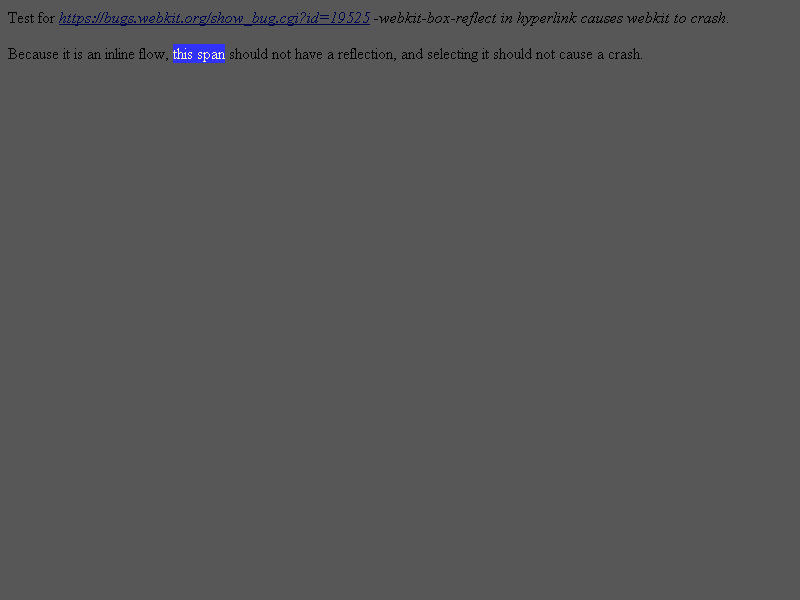 Test for https://bugs.webkit.org/show_bug.cgi?id=19525 -webkit-box-reflect in hyperlink causes webkit to crash.
Because it is an inline flow, this span should not have a reflection, and selecting it should not cause a crash.